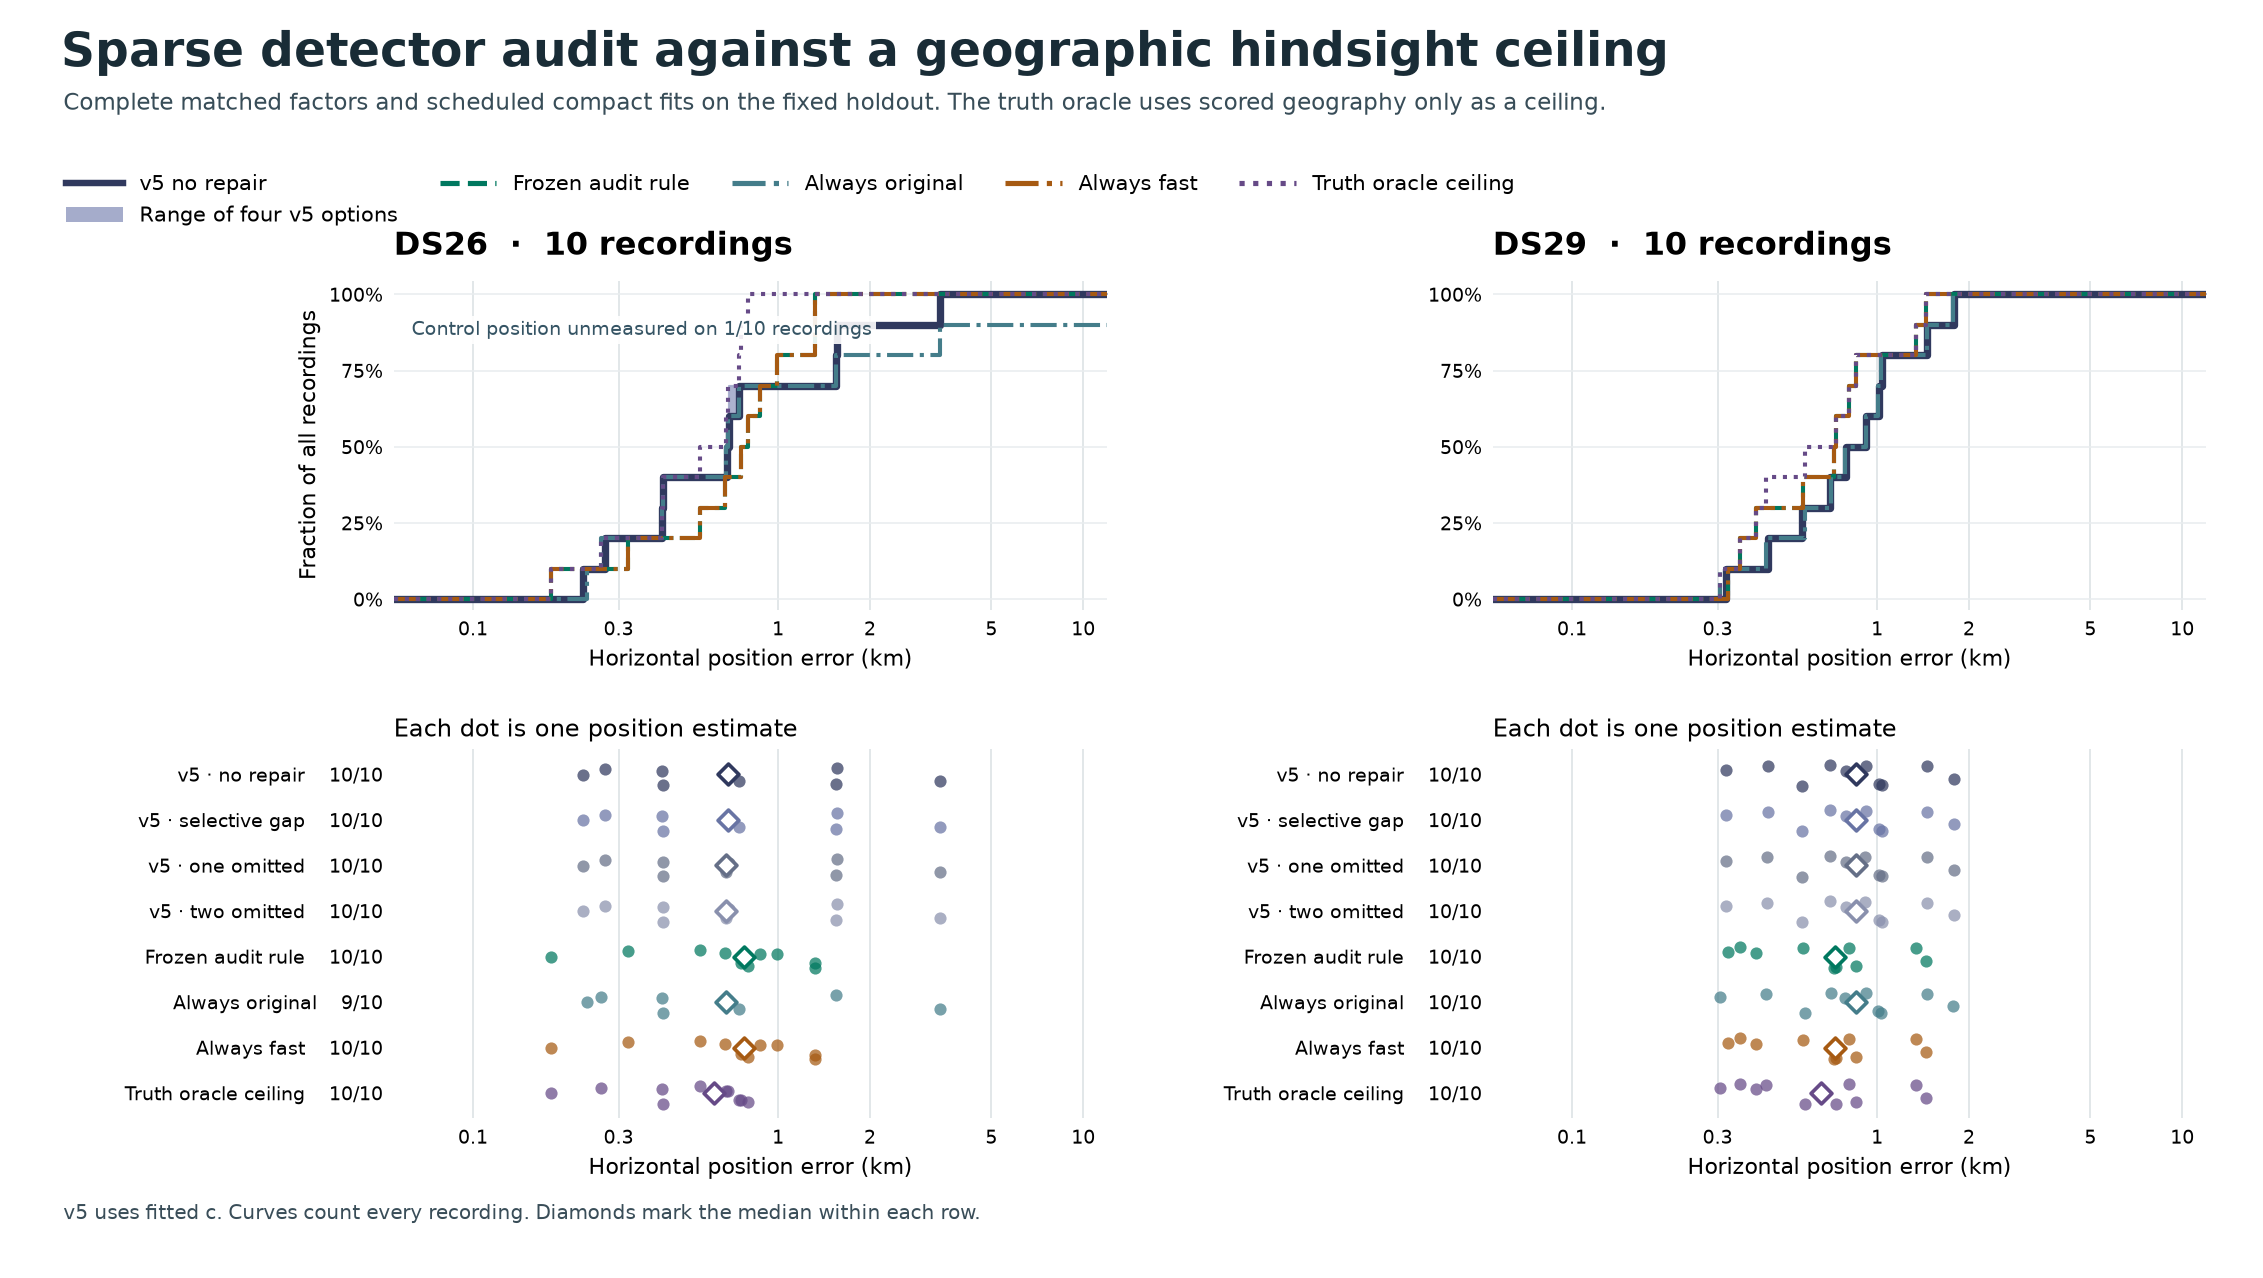 Sparse detector audit against a geographic hindsight ceiling
Complete matched factors and scheduled compact fits on the fixed holdout. The truth oracle uses scored geography only as a ceiling.
v5 no repair
Frozen audit rule
Always original
Always fast
Truth oracle ceiling
Range of four v5 options
DS26 · 10 recordings
Fraction of all recordings
100%
75%
50%
25%
0%
Control position unmeasured on 1/10 recordings
0.1 0.3 1 2 5 10
Horizontal position error (km)
DS29 · 10 recordings
100%
75%
50%
25%
0%
0.1 0.3 1 2 5 10
Horizontal position error (km)
Each dot is one position estimate
v5 · no repair 10/10
v5 · selective gap 10/10
v5 · one omitted 10/10
v5 · two omitted 10/10
Frozen audit rule 10/10
Always original 9/10
Always fast 10/10
Truth oracle ceiling 10/10
0.1 0.3 1 2 5 10
Horizontal position error (km)
Each dot is one position estimate
v5 · no repair 10/10
v5 · selective gap 10/10
v5 · one omitted 10/10
v5 · two omitted 10/10
Frozen audit rule 10/10
Always original 10/10
Always fast 10/10
Truth oracle ceiling 10/10
0.1 0.3 1 2 5 10
Horizontal position error (km)
v5 uses fitted c. Curves count every recording. Diamonds mark the median within each row.